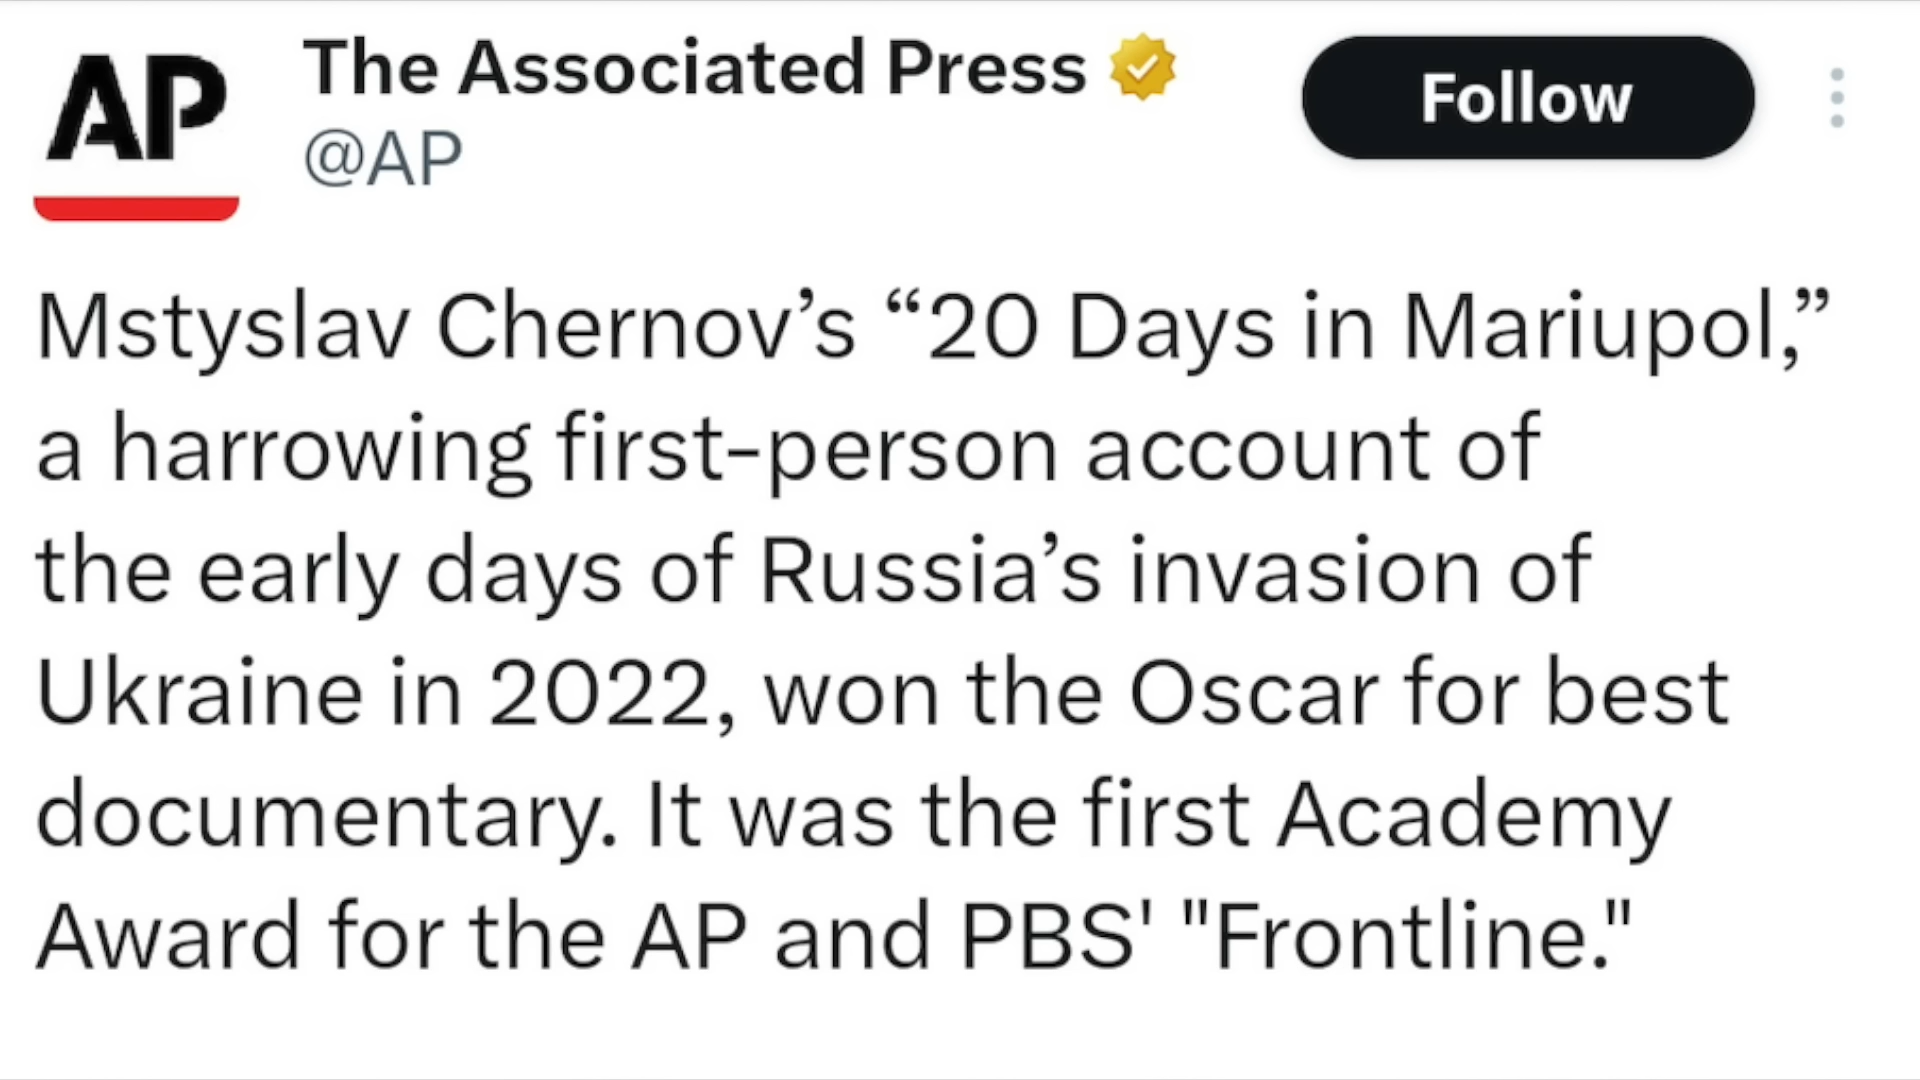 AP
The Associated Press
@AP
Follow
Mstyslav Chernov’s “20 Days in Mariupol,”
a harrowing first-person account of
the early days of Russia’s invasion of
Ukraine in 2022, won the Oscar for best
documentary. It was the first Academy
Award for the AP and PBS' "Frontline."